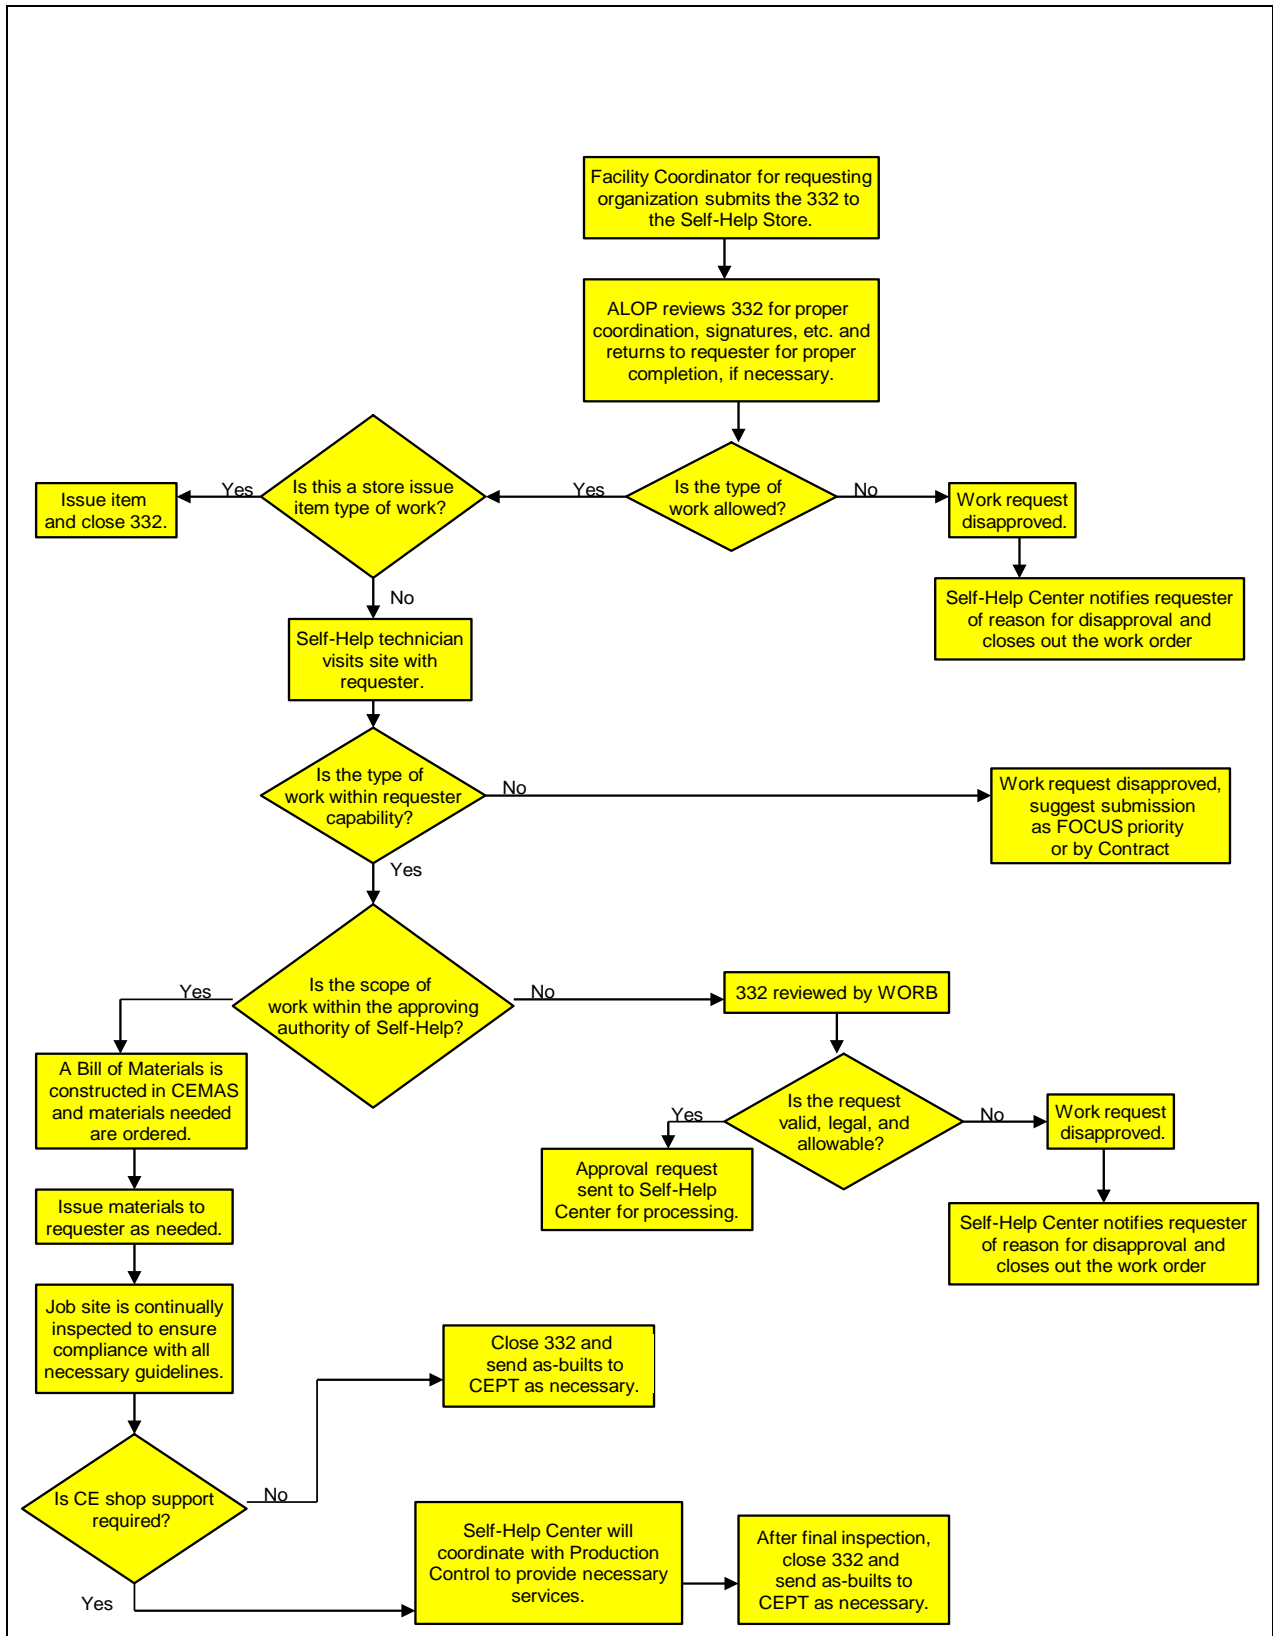 Facility Coordinator for requesting
organization submits the 332 to
the Self-Help Store.
ALOP reviews 332 for proper
coordination, signatures, etc. and
returns to requester for proper
completion, if necessary.
Is the type of
work allowed?
Yes
No
Is this a store issue
item type of work?
Yes
Issue item
and close 332.
Work request
disapproved.
Self-Help Center notifies requester
of reason for disapproval and
closes out the work order
No
Self-Help technician
visits site with
requester.
Is the type of
work within requester
capability?
No
Work request disapproved,
suggest submission
as FOCUS priority
or by Contract
Yes
Is the scope of
work within the approving
authority of Self-Help?
Yes
No
332 reviewed by WORB
A Bill of Materials is
constructed in CEMAS
and materials needed
are ordered.
Is the request
valid, legal, and
allowable?
Yes
No
Work request
disapproved.
Approval request
sent to Self-Help
Center for processing.
Self-Help Center notifies requester
of reason for disapproval and
closes out the work order
Issue materials to
requester as needed.
Job site is continually
inspected to ensure
compliance with all
necessary guidelines.
Close 332 and
send as-builts to
CEPT as necessary.
Is CE shop support
required?
No
Yes
Self-Help Center will
coordinate with Production
Control to provide necessary
services.
After final inspection,
close 332 and
send as-builts to
CEPT as necessary.